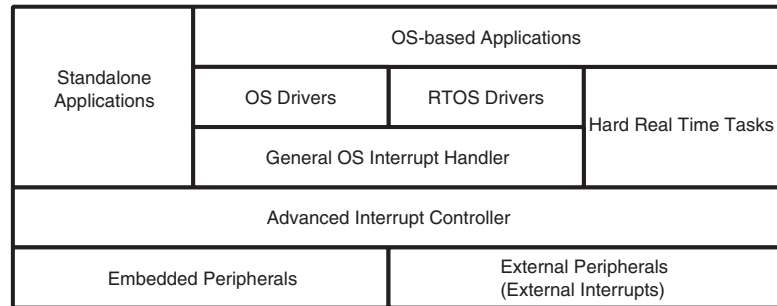 OS-based Applications
Standalone
Applications
OS Drivers
RTOS Drivers
Hard Real Time Tasks
General OS Interrupt Handler
Advanced Interrupt Controller
Embedded Peripherals
External Peripherals
(External Interrupts)